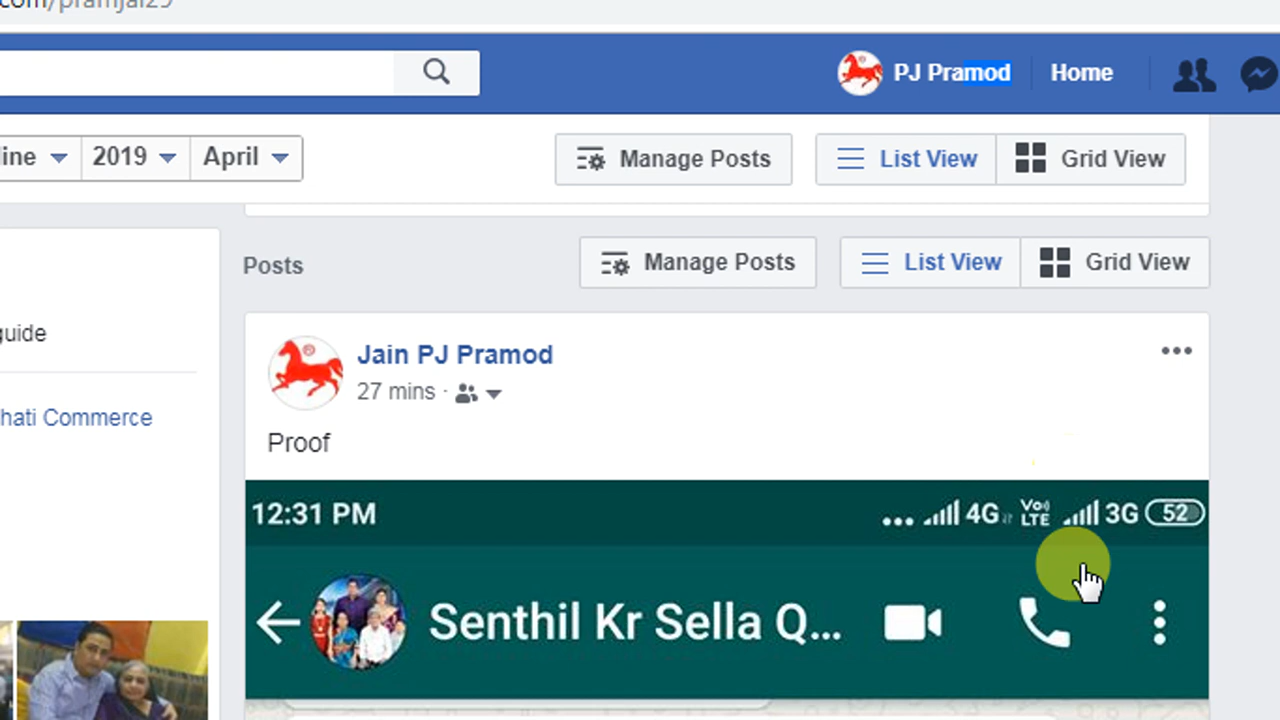 com/pramjai29
PJ Pramod
Home
line
2019
April
Manage Posts
List View
Grid View
Posts
Manage Posts
List View
Grid View
guide
hati Commerce
Jain PJ Pramod
27 mins ·
Proof
12:31 PM
4G
VoLTE
3G
52
Senthil Kr Sella Q...